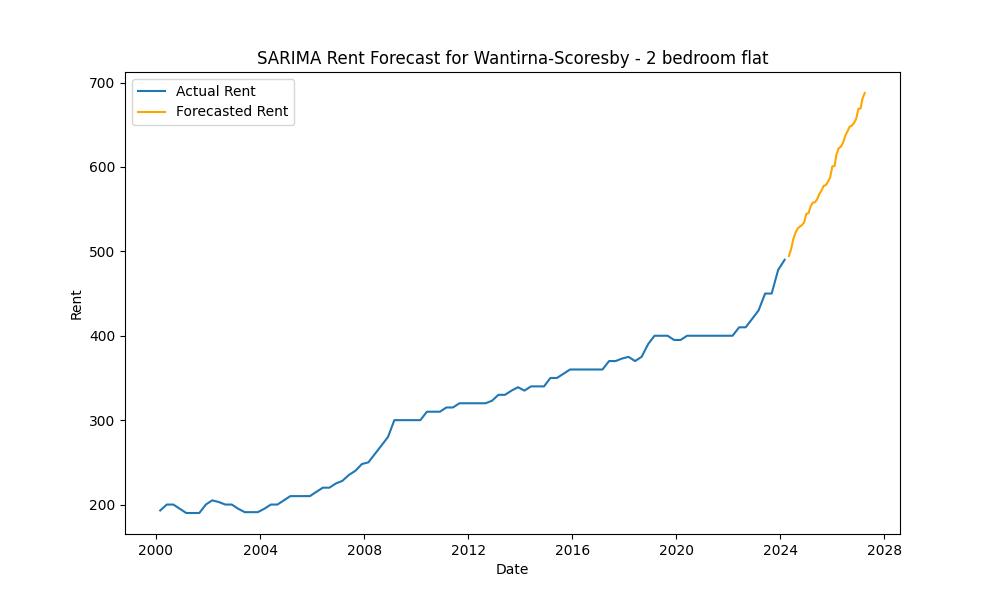 SARIMA Rent Forecast for Wantirna-Scoresby - 2 bedroom flat
Actual Rent
Forecasted Rent
700
600
500
400
300
200
Rent
2000 2004 2008 2012 2016 2020 2024 2028
Date